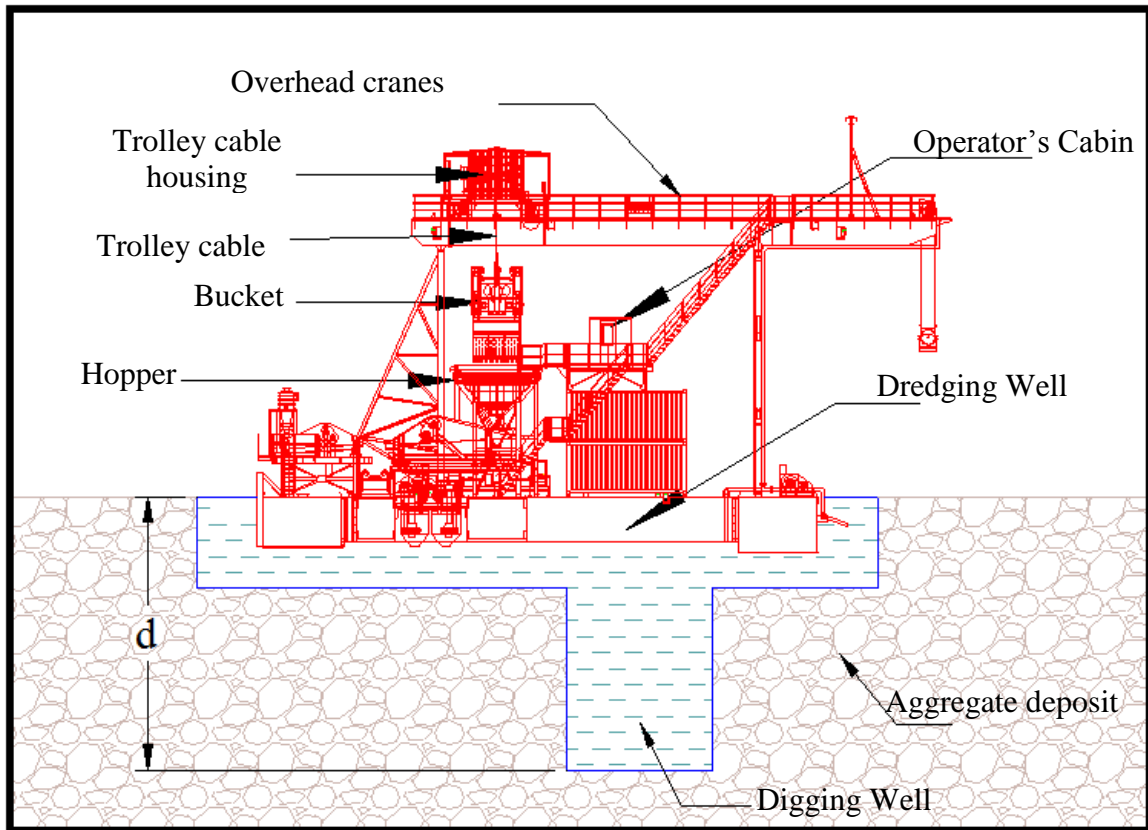 Overhead cranes
Operator’s Cabin
Trolley cable
housing
Trolley cable
Bucket
Hopper
Dredging Well
d
Aggregate deposit
Digging Well